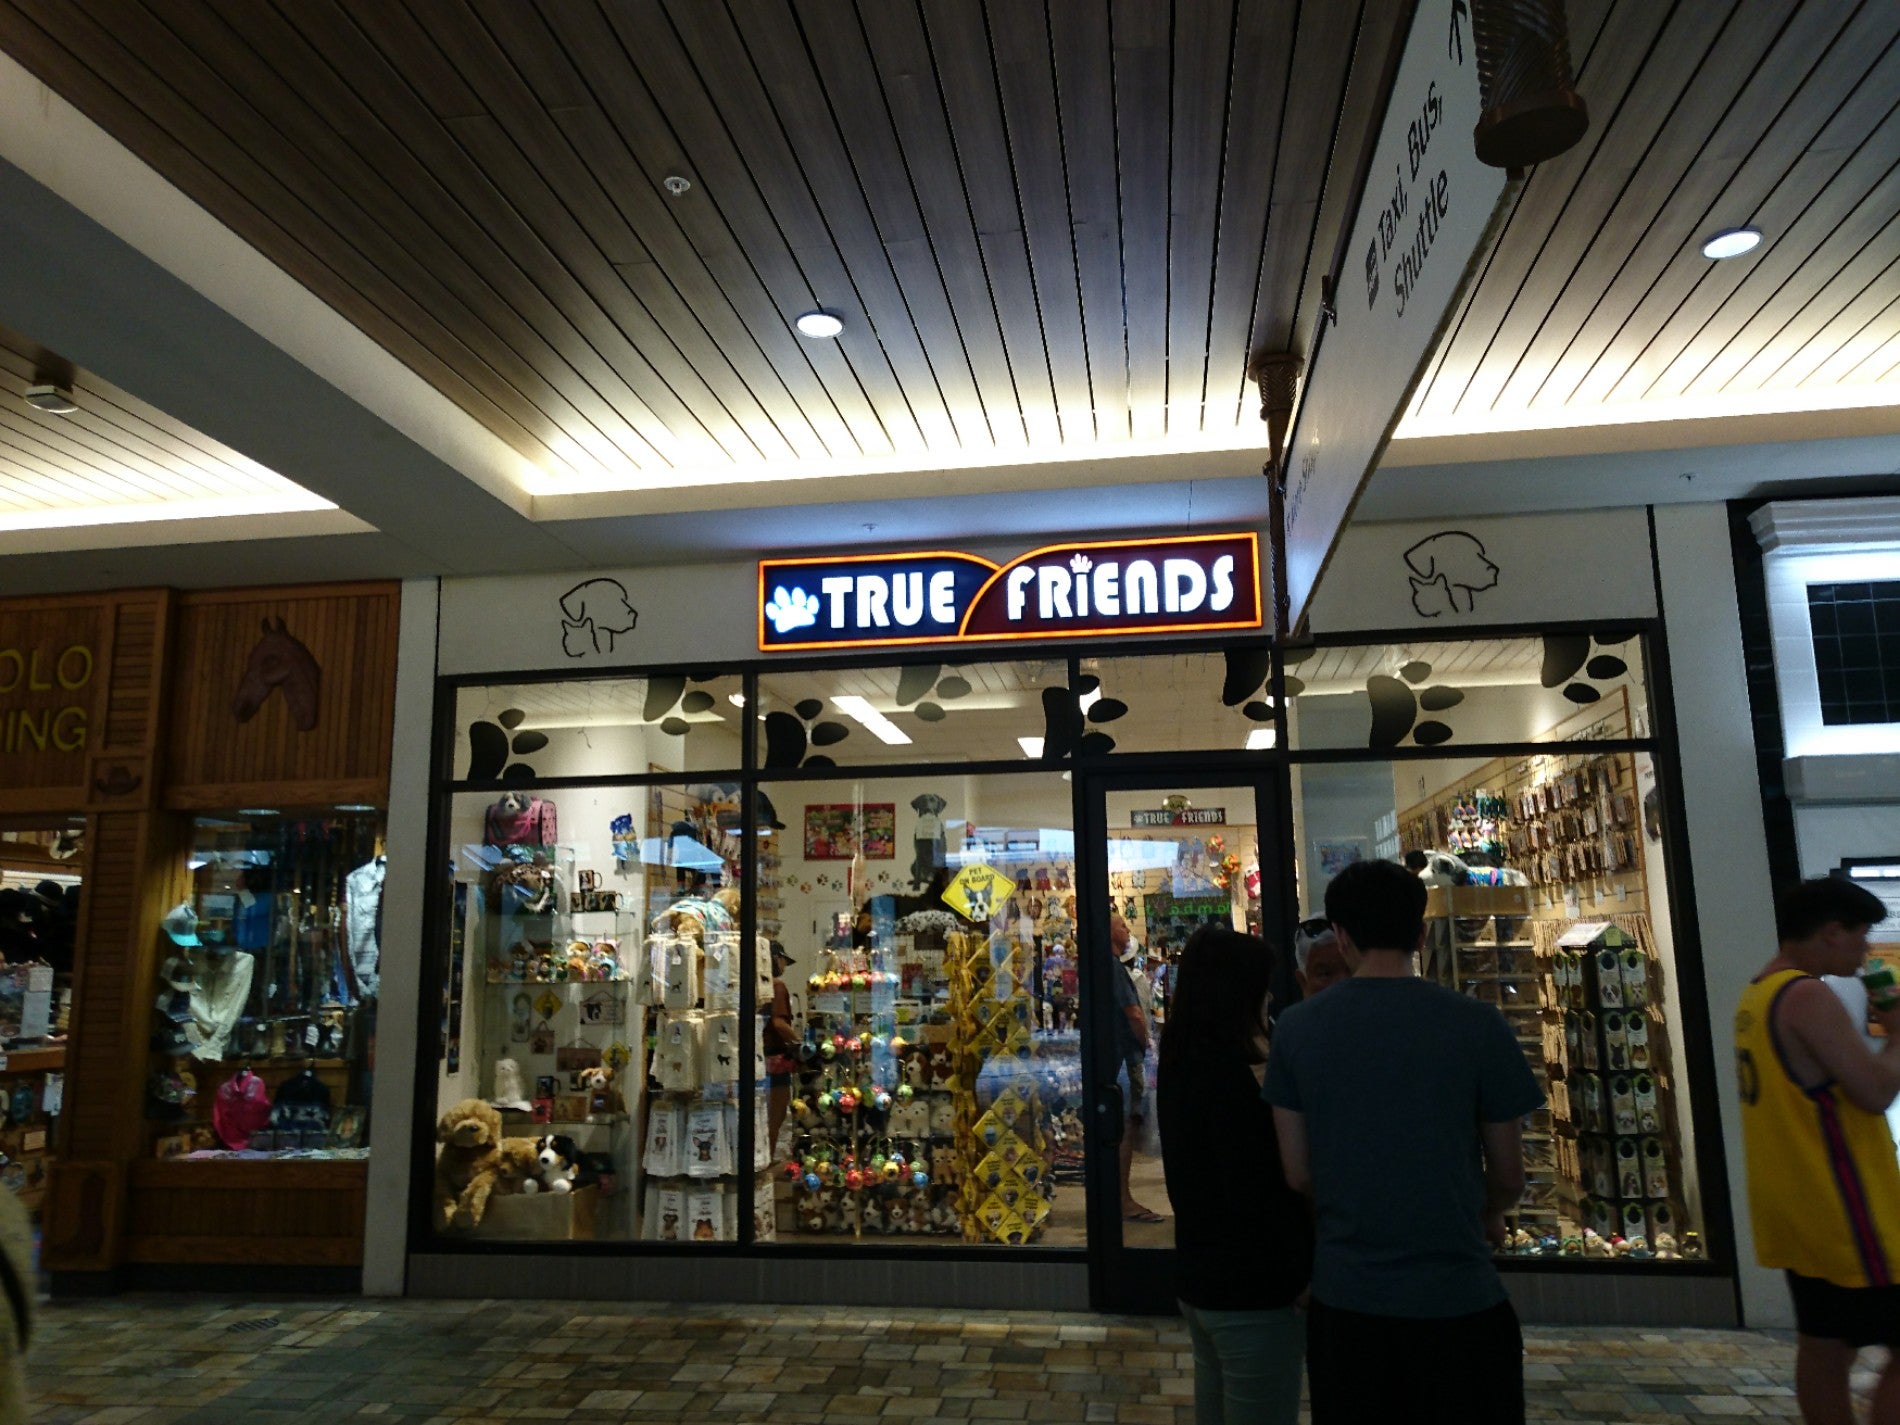 Taxi, Bus,
Shuttle
TRUE FRIENDS
OLO
ING
TRUE FRIENDS
PET
ON BOARD